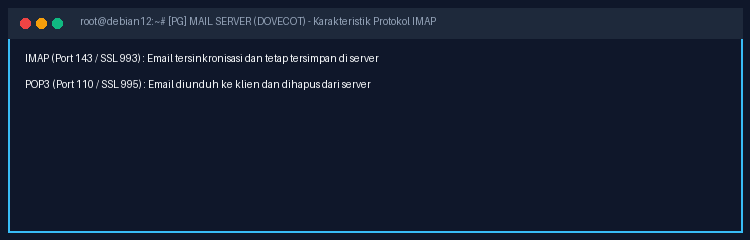 root@debian12:~# [PG] MAIL SERVER (DOVECOT) - Karakteristik Protokol IMAP
IMAP (Port 143 / SSL 993) : Email tersinkronisasi dan tetap tersimpan di server
POP3 (Port 110 / SSL 995) : Email diunduh ke klien dan dihapus dari server